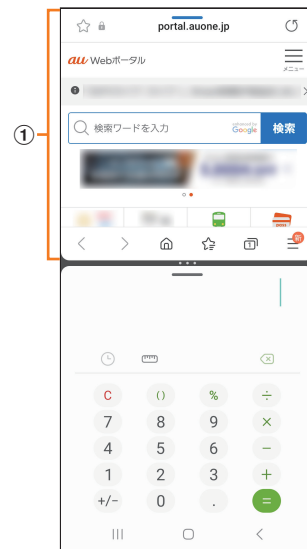 portal.auone.jp
au Webポータル
メニュー
検索ワードを入力
enhanced by Google
検索
1
新
①
C () % ÷
7 8 9 ×
4 5 6 −
1 2 3 +
+/− 0 . =